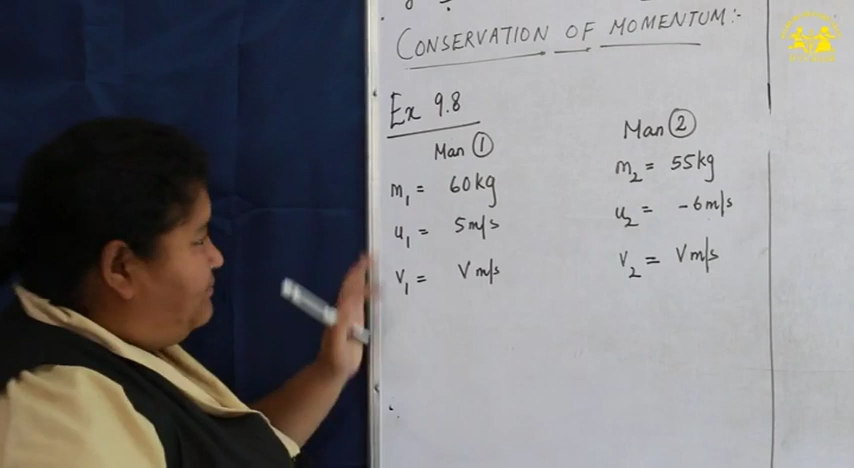 CONSERVATION OF MOMENTUM:-
Ex 9.8
Man ① Man ②
m₁ = 60kg m₂ = 55kg
u₁ = 5m/s u₂ = -6m/s
v₁ = V m/s v₂ = V m/s